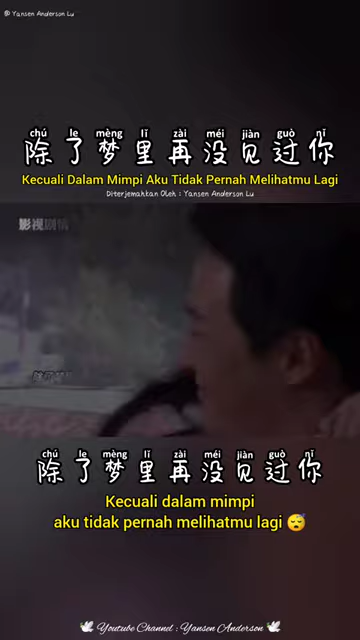 @ Yansen Anderson Lu
chú le mèng lǐ zài méi jiàn guò nǐ
除了梦里再没见过你
Kecuali Dalam Mimpi Aku Tidak Pernah Melihatmu Lagi
Diterjemahkan Oleh : Yansen Anderson Lu
影视剧情
chú le mèng lǐ zài méi jiàn guò nǐ
除了梦里再没见过你
Kecuali dalam mimpi
aku tidak pernah melihatmu lagi 😴
🕊 Youtube Channel : Yansen Anderson 🕊